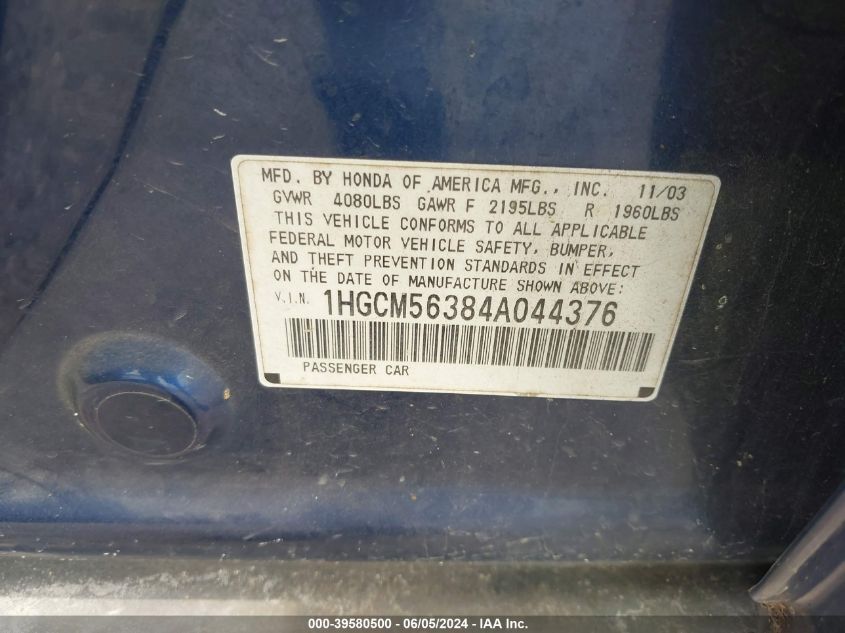 MFD. BY HONDA OF AMERICA MFG., INC. 11/03
GVWR 4080LBS GAWR F 2195LBS R 1960LBS
THIS VEHICLE CONFORMS TO ALL APPLICABLE
FEDERAL MOTOR VEHICLE SAFETY, BUMPER,
AND THEFT PREVENTION STANDARDS IN EFFECT
ON THE DATE OF MANUFACTURE SHOWN ABOVE:
V.I.N. 1HGCM56384A044376
PASSENGER CAR
000-39580500 - 06/05/2024 - IAA Inc.